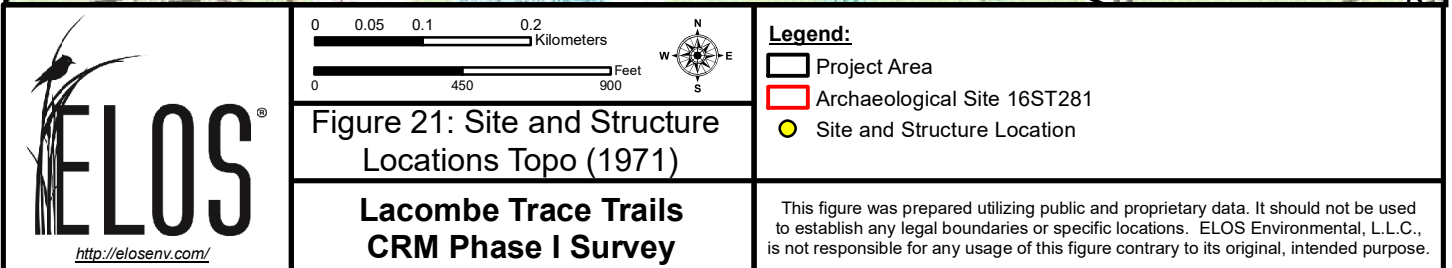 ELOS®
http://elosenv.com/
0 0.05 0.1 0.2
Kilometers
Feet
0 450 900
N
W E
S
Figure 21: Site and Structure
Locations Topo (1971)
Lacombe Trace Trails
CRM Phase I Survey
Legend:
Project Area
Archaeological Site 16ST281
Site and Structure Location
This figure was prepared utilizing public and proprietary data. It should not be used
to establish any legal boundaries or specific locations. ELOS Environmental, L.L.C.,
is not responsible for any usage of this figure contrary to its original, intended purpose.